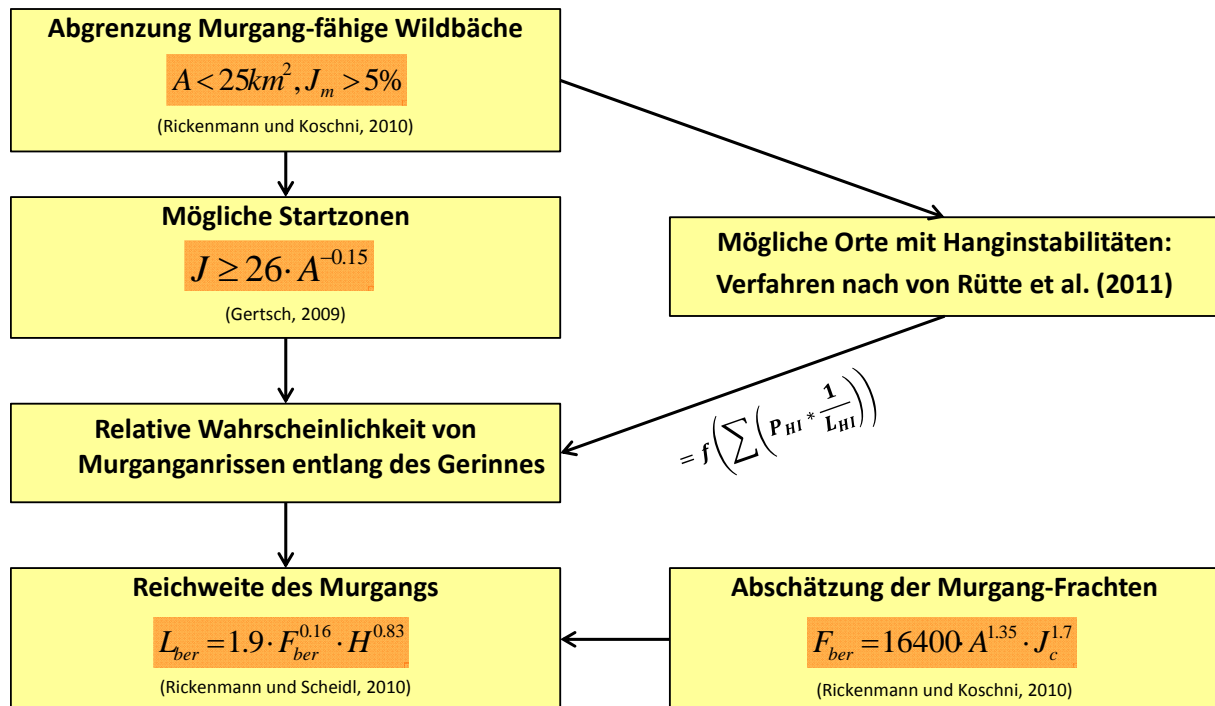 Abgrenzung Murgang-fähige Wildbäche
A < 25km², J_m > 5%
(Rickenmann und Koschni, 2010)
Mögliche Startzonen
J ≥ 26· A^−0.15
(Gertsch, 2009)
Mögliche Orte mit Hanginstabilitäten:
Verfahren nach von Rütte et al. (2011)
= f(∑(P_HI * 1/L_HI))
Relative Wahrscheinlichkeit von
Murganganrissen entlang des Gerinnes
Reichweite des Murgangs
L_ber = 1.9 · F_ber^0.16 · H^0.83
(Rickenmann und Scheidl, 2010)
Abschätzung der Murgang-Frachten
F_ber = 16400· A^1.35 · J_c^1.7
(Rickenmann und Koschni, 2010)